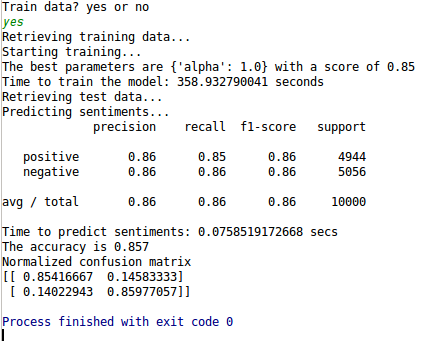 Train data? yes or no
yes
Retrieving training data...
Starting training...
The best parameters are {'alpha': 1.0} with a score of 0.85
Time to train the model: 358.932790041 seconds
Retrieving test data...
Predicting sentiments...
precision recall f1-score support
positive 0.86 0.85 0.86 4944
negative 0.86 0.86 0.86 5056
avg / total 0.86 0.86 0.86 10000
Time to predict sentiments: 0.0758519172668 secs
The accuracy is 0.857
Normalized confusion matrix
[[ 0.85416667 0.14583333]
[ 0.14022943 0.85977057]]
Process finished with exit code 0